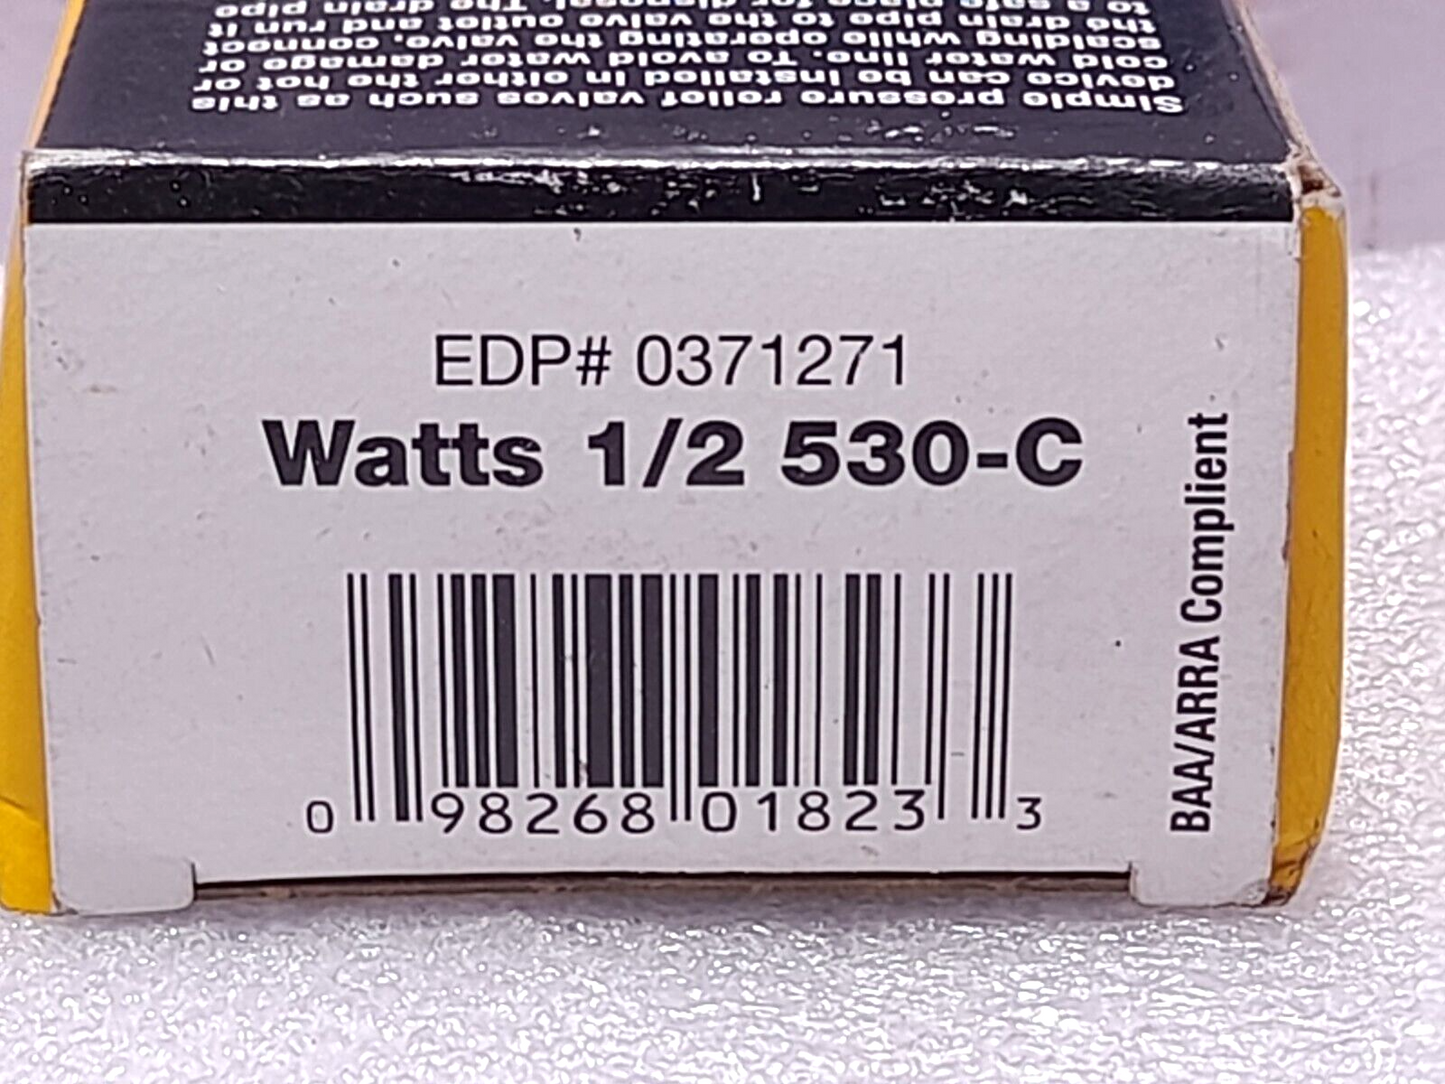 Simple pressure relief valves such as this
device can be installed in either the hot or
cold water line. To avoid water damage or
scalding while operating the valve, connect
the drain pipe to the valve outlet and run it
to a safe place for disposal. The drain pipe
EDP# 0371271
Watts 1/2 530-C
BAA/ARRA Complient
0 98268 01823 3